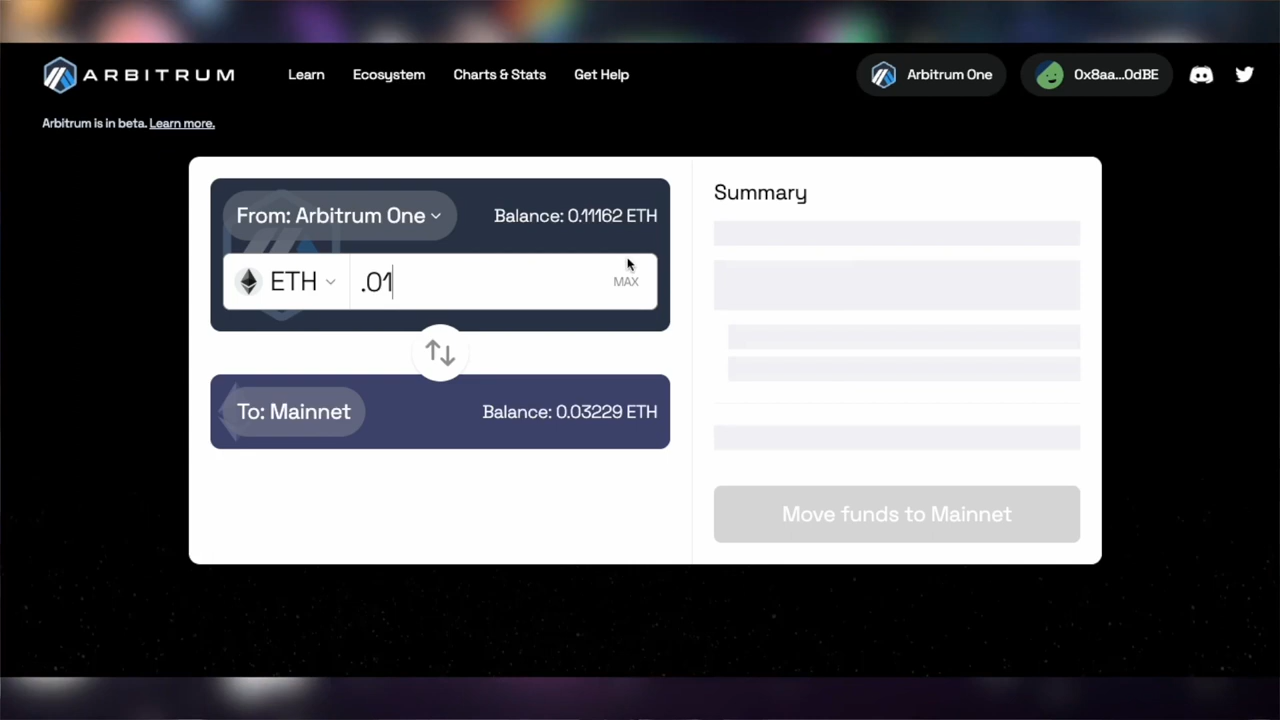 ARBITRUM Learn Ecosystem Charts & Stats Get Help Arbitrum One 0x8aa...0dBE
Arbitrum is in beta. Learn more.
From: Arbitrum One Balance: 0.11162 ETH
ETH .01 MAX
To: Mainnet Balance: 0.03229 ETH
Summary
Move funds to Mainnet